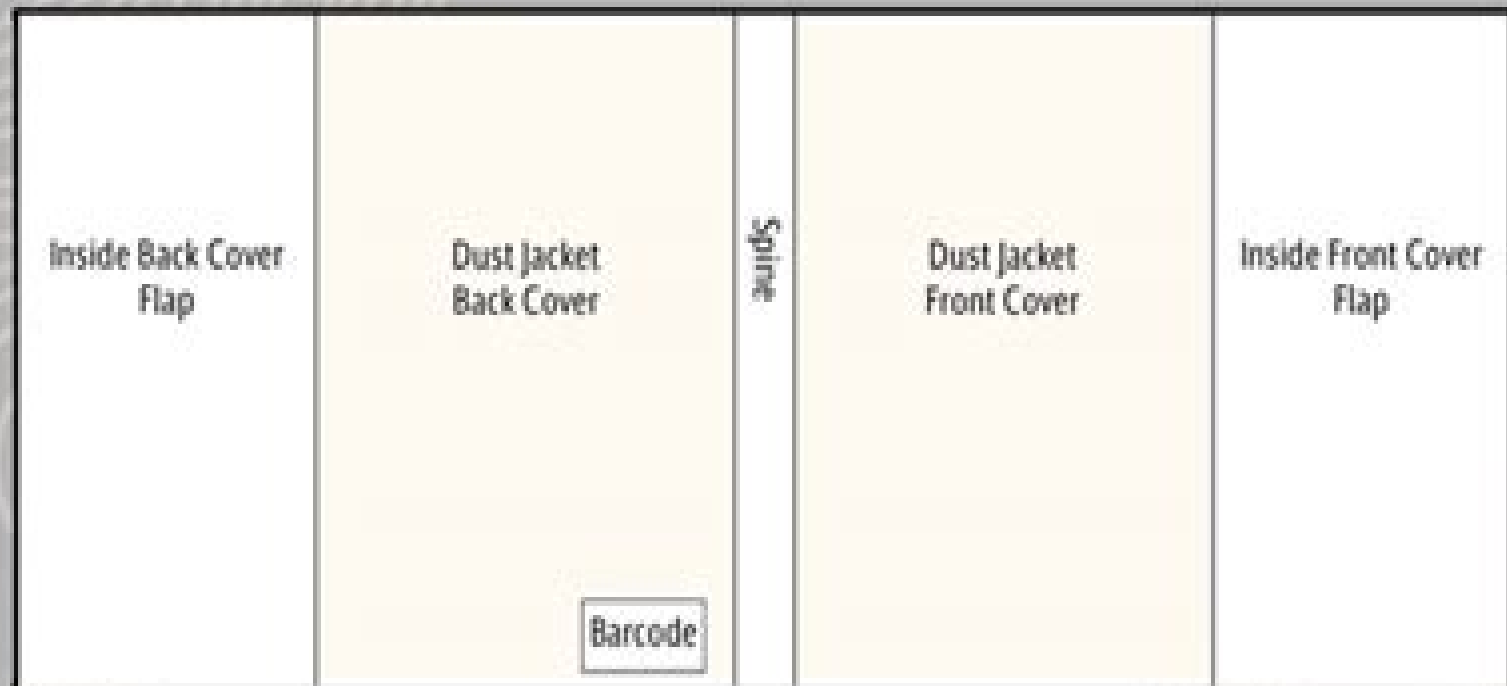 Inside Back Cover
Flap
Dust Jacket
Back Cover
Spine
Dust Jacket
Front Cover
Inside Front Cover
Flap
Barcode